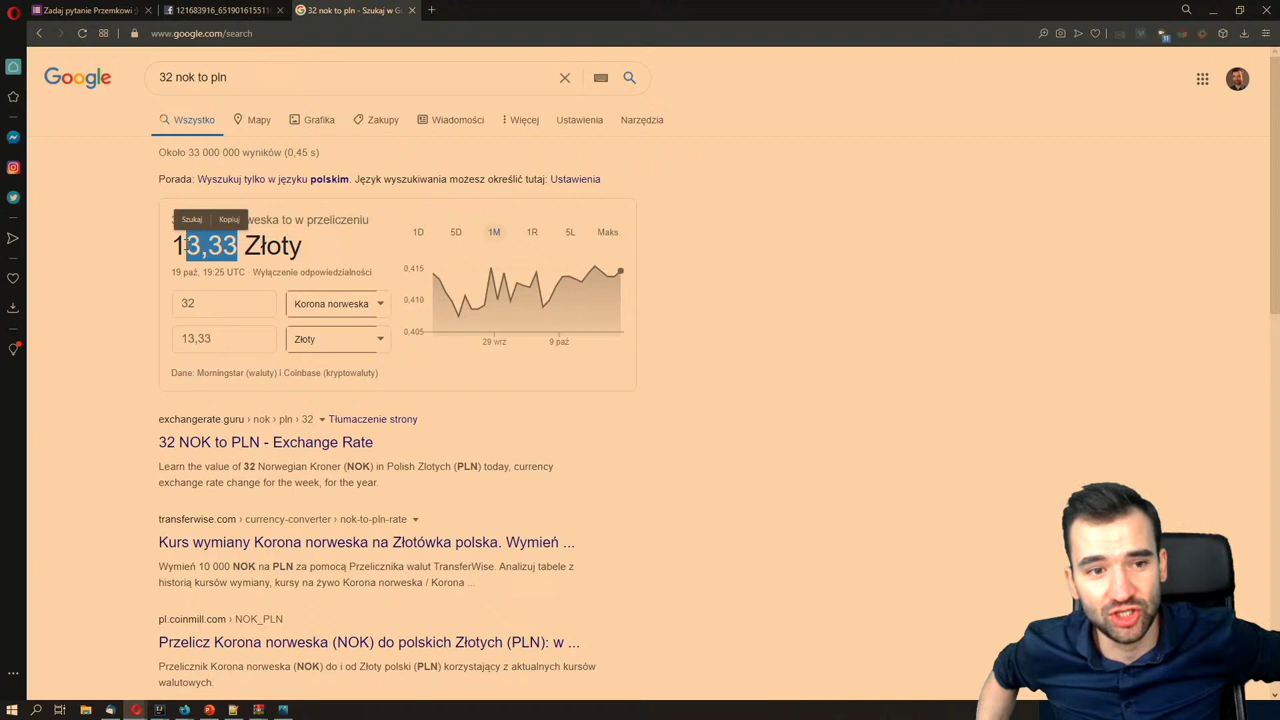 Zadaj pytanie Przemkowi :)
121683916_6519016155
32 nok to pln - Szukaj w G
www.google.com/search
Google
32 nok to pln
Wszystko
Mapy
Grafika
Zakupy
Wiadomości
Więcej
Ustawienia
Narzędzia
Około 33 000 000 wyników (0,45 s)
Porada: Wyszukuj tylko w języku polskim. Język wyszukiwania możesz określić tutaj: Ustawienia
Szukaj
Kopiuj
weska to w przeliczeniu
13,33 Złoty
19 paź, 19:25 UTC · Wyłączenie odpowiedzialności
32
Korona norweska
13,33
Złoty
Dane: Morningstar (waluty) i Coinbase (kryptowaluty)
1D
5D
1M
1R
5L
Maks.
0,415
0,410
0,405
29 wrz
9 paź
exchangerate.guru › nok › pln › 32
Tłumaczenie strony
32 NOK to PLN - Exchange Rate
Learn the value of 32 Norwegian Kroner (NOK) in Polish Zlotych (PLN) today, currency
exchange rate change for the week, for the year.
transferwise.com › currency-converter › nok-to-pln-rate
Kurs wymiany Korona norweska na Złotówka polska. Wymień ...
Wymień 10 000 NOK na PLN za pomocą Przelicznika walut TransferWise. Analizuj tabele z
historią kursów wymiany, kursy na żywo Korona norweska / Korona ...
pl.coinmill.com › NOK_PLN
Przelicz Korona norweska (NOK) do polskich Złotych (PLN): w ...
Przelicznik Korona norweska (NOK) do i od Złoty polski (PLN) korzystający z aktualnych kursów
walutowych.